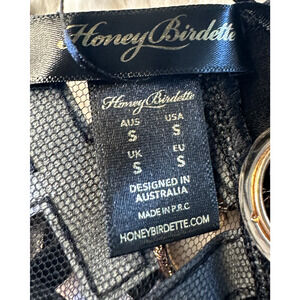 Honey Birdette
Honey Birdette
AUS USA
S S
UK EU
S S
DESIGNED IN
AUSTRALIA
MADE IN P.R.C
HONEYBIRDETTE.COM